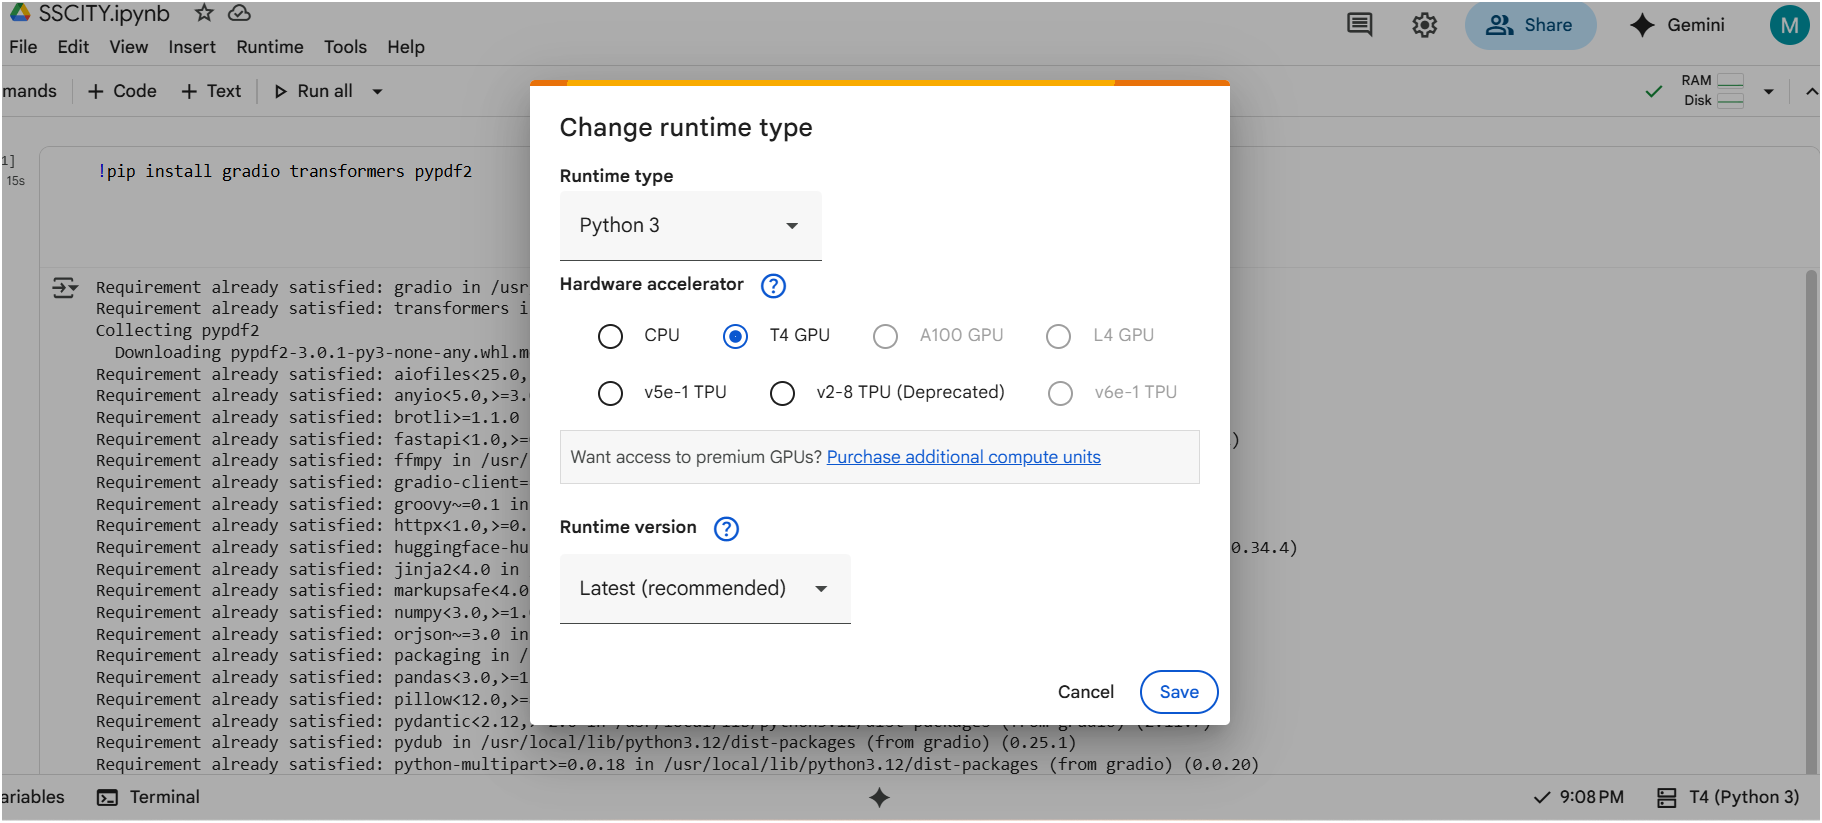 SSCITY.ipynb
File Edit View Insert Runtime Tools Help
Share
Gemini
M
mands + Code + Text Run all
RAM
Disk
1]
15s
!pip install gradio transformers pypdf2
Requirement already satisfied: gradio in /usr
Requirement already satisfied: transformers i
Collecting pypdf2
Downloading pypdf2-3.0.1-py3-none-any.whl.m
Requirement already satisfied: aiofiles<25.0,
Requirement already satisfied: anyio<5.0,>=3.
Requirement already satisfied: brotli>=1.1.0
Requirement already satisfied: fastapi<1.0,>= )
Requirement already satisfied: ffmpy in /usr/
Requirement already satisfied: gradio-client=
Requirement already satisfied: groovy~=0.1 in
Requirement already satisfied: httpx<1.0,>=0.
Requirement already satisfied: huggingface-hu 0.34.4)
Requirement already satisfied: jinja2<4.0 in
Requirement already satisfied: markupsafe<4.0
Requirement already satisfied: numpy<3.0,>=1.
Requirement already satisfied: orjson~=3.0 in
Requirement already satisfied: packaging in /
Requirement already satisfied: pandas<3.0,>=1
Requirement already satisfied: pillow<12.0,>=
Requirement already satisfied: pydantic<2.12,
Requirement already satisfied: pydub in /usr/local/lib/python3.12/dist-packages (from gradio) (0.25.1)
Requirement already satisfied: python-multipart>=0.0.18 in /usr/local/lib/python3.12/dist-packages (from gradio) (0.0.20)
Change runtime type
Runtime type
Python 3
Hardware accelerator ?
CPU T4 GPU A100 GPU L4 GPU
v5e-1 TPU v2-8 TPU (Deprecated) v6e-1 TPU
Want access to premium GPUs? Purchase additional compute units
Runtime version ?
Latest (recommended)
Cancel Save
ariables Terminal
9:08 PM T4 (Python 3)